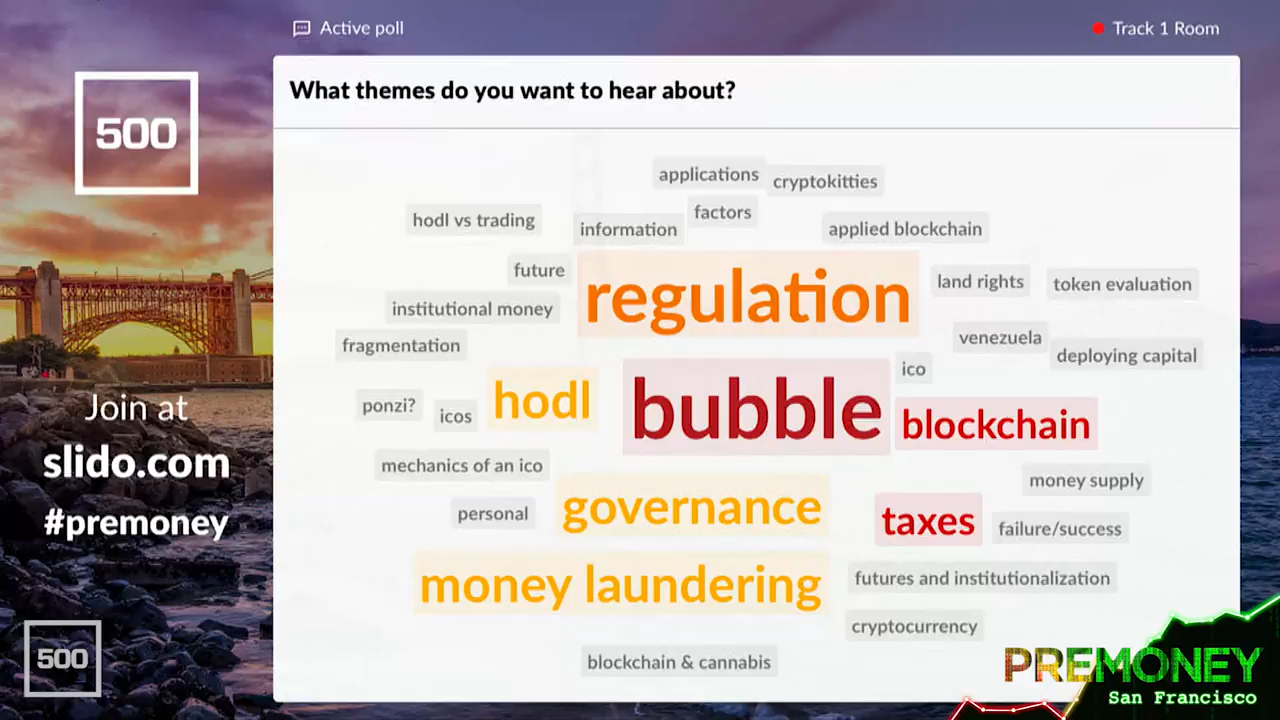 Active poll
Track 1 Room
500
What themes do you want to hear about?
applications
cryptokitties
hodl vs trading
information
factors
applied blockchain
future
regulation
land rights
token evaluation
institutional money
fragmentation
venezuela
deploying capital
ico
ponzi?
icos
hodl
bubble
blockchain
mechanics of an ico
money supply
personal
governance
taxes
failure/success
money laundering
futures and institutionalization
cryptocurrency
blockchain & cannabis
Join at
slido.com
#premoney
500
PREMONEY
San Francisco